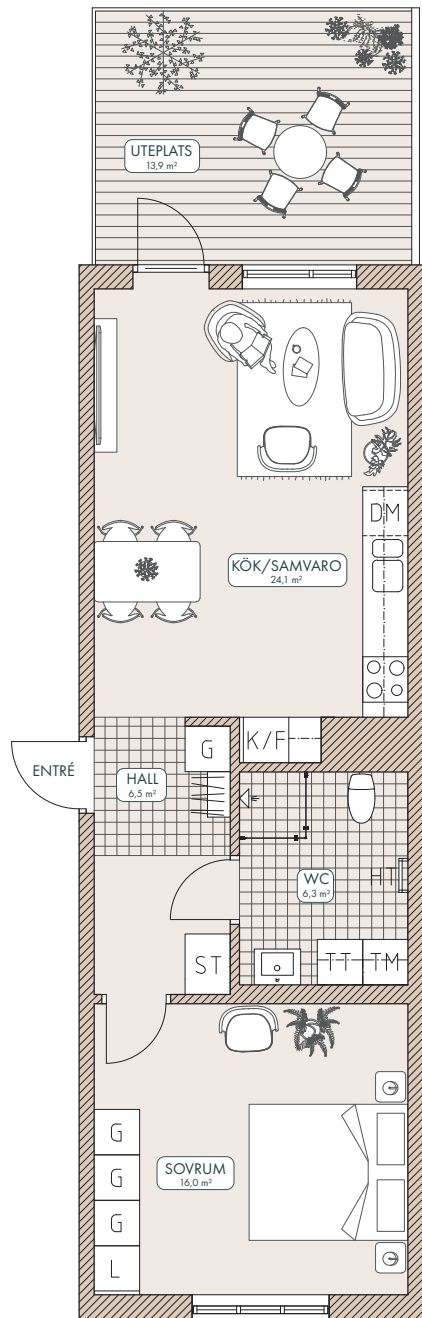 UTEPLATS
13,9 m²
DM
KÖK/SAMVARO
24,1 m²
K/F
G
ENTRÉ
HALL
6,5 m²
WC
6,3 m²
HT
ST
TT TM
G
G
G
L
SOVRUM
16,0 m²